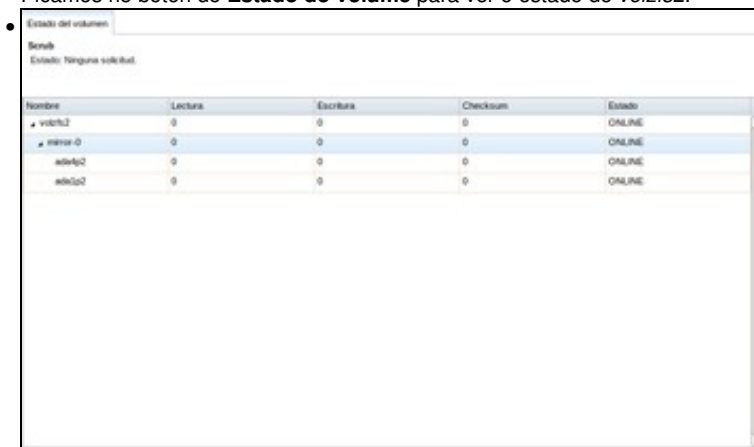 Picamos no botón de Estado do volume para ver o estado de volzfs2.
Estado del volumen
Scrub
Estado: Ninguna solicitud.
Nombre Lectura Escritura Checksum Estado
volzfs2 0 0 0 ONLINE
mirror-0 0 0 0 ONLINE
ada4p2 0 0 0 ONLINE
ada1p2 0 0 0 ONLINE